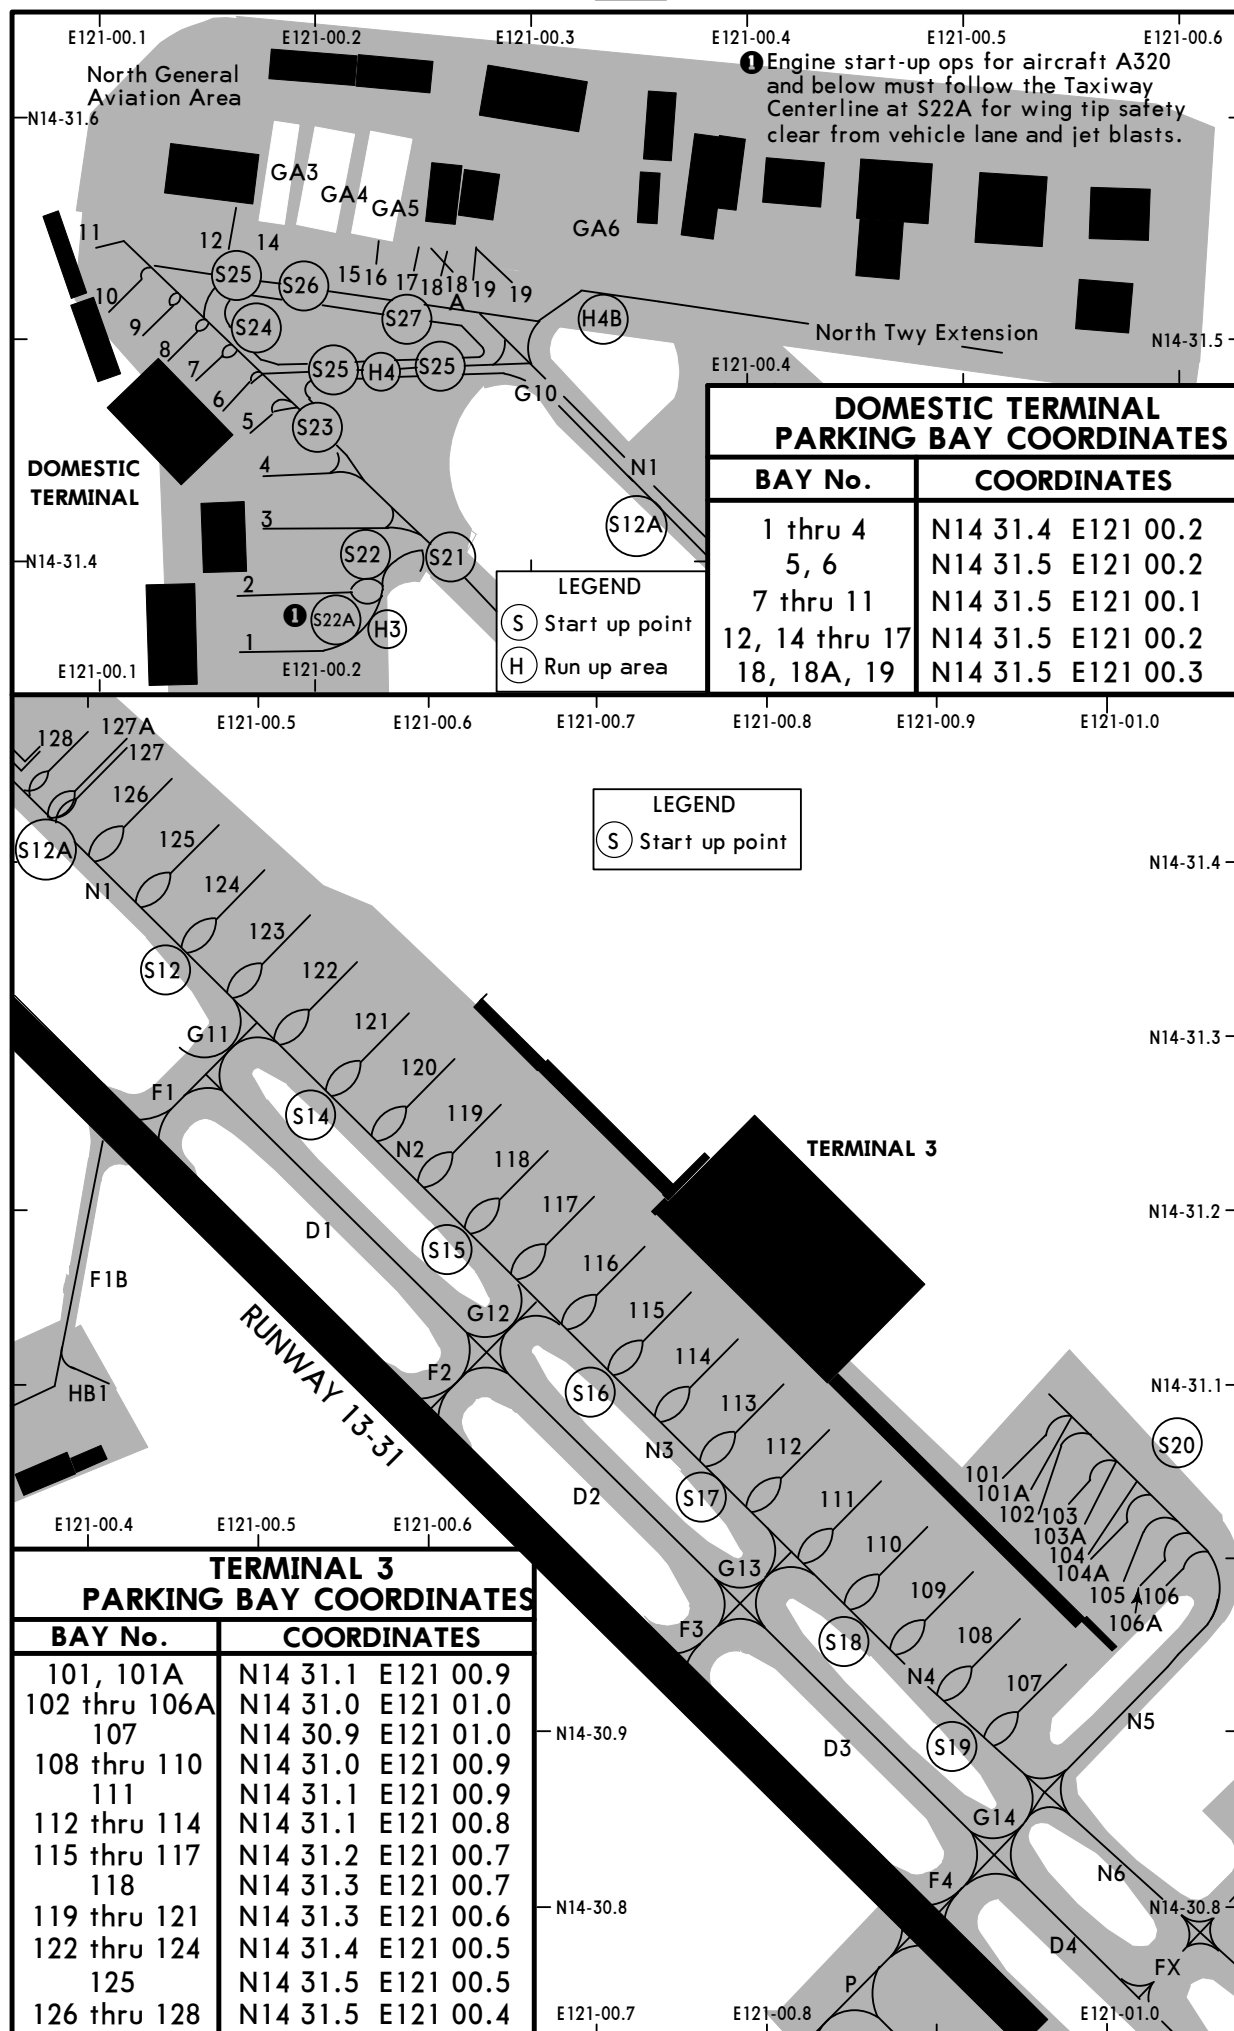 E121-00.1 E121-00.2 E121-00.3 E121-00.4 E121-00.5 E121-00.6
North General
Aviation Area
❶ Engine start-up ops for aircraft A320
and below must follow the Taxiway
Centerline at S22A for wing tip safety
clear from vehicle lane and jet blasts.
N14-31.6
GA3
GA4
GA5
GA6
11
12 14
15 16 17 18 18 19 19
A
10
9
8
7
6
5
4
3
2
1
S25
S26
S24
S27
H4B
S25
H4
S25
S23
North Twy Extension
N14-31.5
E121-00.4
G10
N1
S12A
DOMESTIC
TERMINAL
N14-31.4
S22
S21
❶
S22A
H3
E121-00.1 E121-00.2
LEGEND
S Start up point
H Run up area
DOMESTIC TERMINAL
PARKING BAY COORDINATES
BAY No. COORDINATES
1 thru 4 N14 31.4 E121 00.2
5, 6 N14 31.5 E121 00.2
7 thru 11 N14 31.5 E121 00.1
12, 14 thru 17 N14 31.5 E121 00.2
18, 18A, 19 N14 31.5 E121 00.3
E121-00.5 E121-00.6 E121-00.7 E121-00.8 E121-00.9 E121-01.0
128
127A
127
126
125
124
123
122
121
120
119
118
117
116
115
114
113
112
111
110
109
108
107
LEGEND
S Start up point
N14-31.4
S12A
N1
S12
G11
F1
S14
N2
N14-31.3
TERMINAL 3
N14-31.2
D1
S15
F1B
G12
RUNWAY 13-31
F2
HB1
S16
N14-31.1
S20
N3
S17
D2
101
101A
102
103
103A
104
104A
105
106
106A
E121-00.4 E121-00.5 E121-00.6
G13
F3
S18
N4
N5
S19
D3
N14-30.9
G14
F4
N6
N14-30.8
N14-30.8
D4
FX
P
E121-00.7 E121-00.8 E121-01.0
TERMINAL 3
PARKING BAY COORDINATES
BAY No. COORDINATES
101, 101A N14 31.1 E121 00.9
102 thru 106A N14 31.0 E121 01.0
107 N14 30.9 E121 01.0
108 thru 110 N14 31.0 E121 00.9
111 N14 31.1 E121 00.9
112 thru 114 N14 31.1 E121 00.8
115 thru 117 N14 31.2 E121 00.7
118 N14 31.3 E121 00.7
119 thru 121 N14 31.3 E121 00.6
122 thru 124 N14 31.4 E121 00.5
125 N14 31.5 E121 00.5
126 thru 128 N14 31.5 E121 00.4